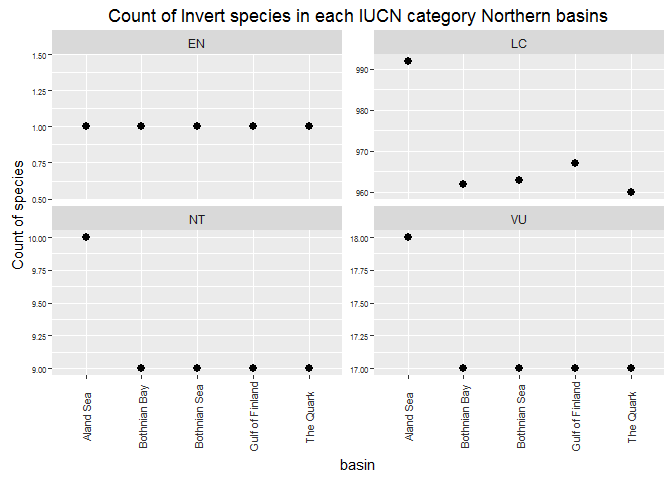 Count of Invert species in each IUCN category Northern basins
EN
LC
1.50
1.25
1.00
0.75
0.50
990
980
970
960
NT
VU
10.00
9.75
9.50
9.25
9.00
18.00
17.75
17.50
17.25
17.00
Count of species
Aland Sea
Bothnian Bay
Bothnian Sea
Gulf of Finland
The Quark
Aland Sea
Bothnian Bay
Bothnian Sea
Gulf of Finland
The Quark
basin